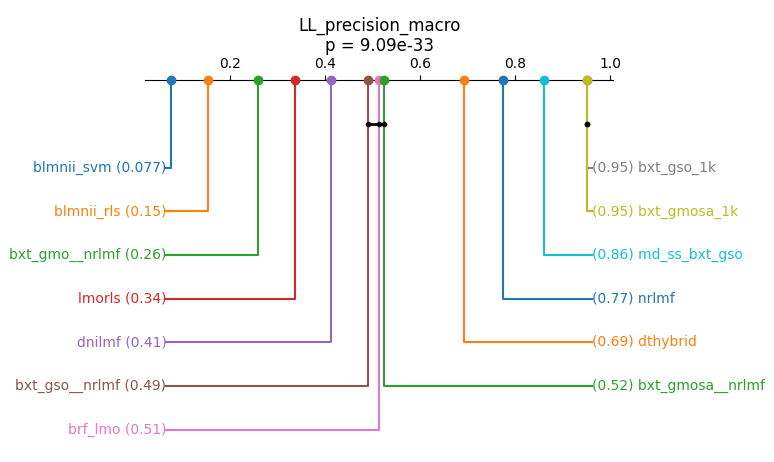 LL_precision_macro
p = 9.09e-33
0.2 0.4 0.6 0.8 1.0
blmnii_svm (0.077) (0.95) bxt_gso_1k
blmnii_rls (0.15) (0.95) bxt_gmosa_1k
bxt_gmo__nrlmf (0.26) (0.86) md_ss_bxt_gso
lmorls (0.34) (0.77) nrlmf
dnilmf (0.41) (0.69) dthybrid
bxt_gso__nrlmf (0.49) (0.52) bxt_gmosa__nrlmf
brf_lmo (0.51)